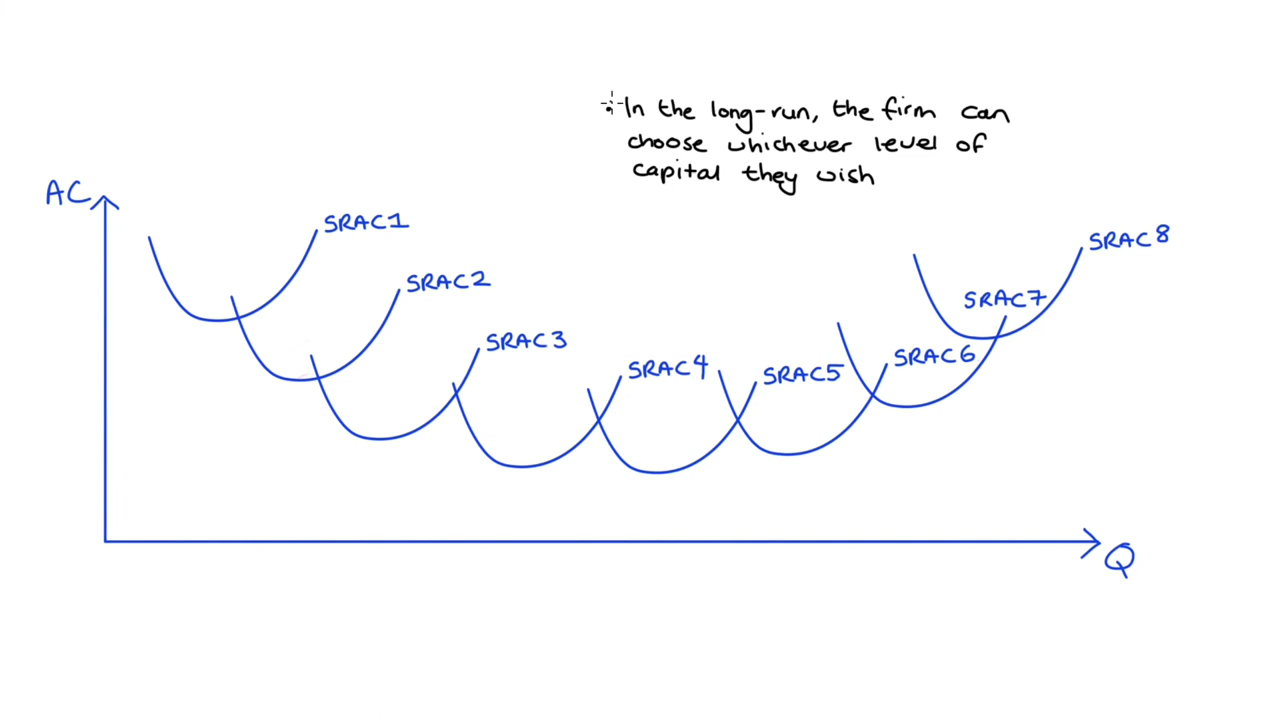 In the long-run, the firm can
choose whichever level of
capital they wish
AC
SRAC1
SRAC2
SRAC3
SRAC4
SRAC5
SRAC6
SRAC7
SRAC8
Q